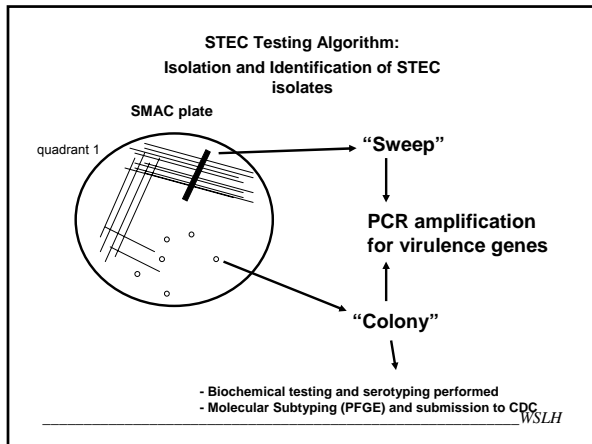 STEC Testing Algorithm:
Isolation and Identification of STEC
isolates
SMAC plate
quadrant 1
“Sweep”
PCR amplification
for virulence genes
“Colony”
- Biochemical testing and serotyping performed
- Molecular Subtyping (PFGE) and submission to CDC
WSLH